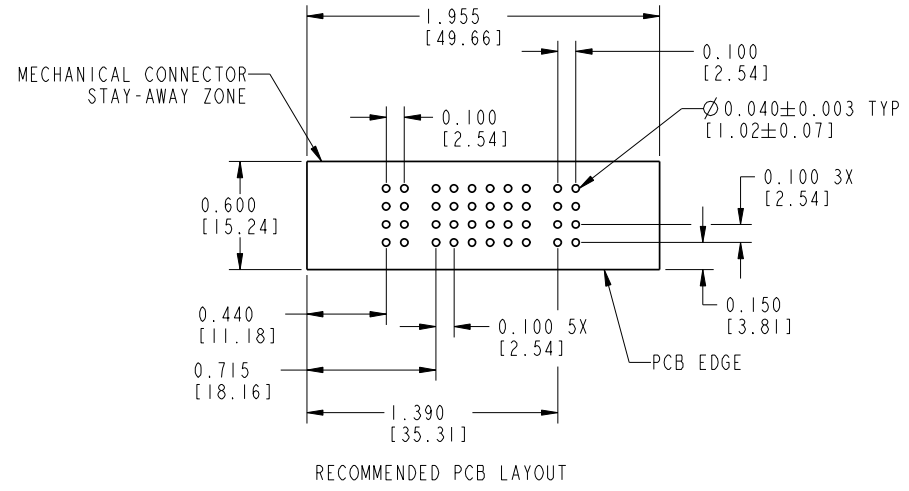 1.955
[49.66]
0.100
[2.54]
MECHANICAL CONNECTOR
STAY-AWAY ZONE
0.100
[2.54]
Ø0.040±0.003 TYP
[1.02±0.07]
0.100 3X
[2.54]
0.600
[15.24]
0.150
[3.81]
0.440
[11.18]
0.100 5X
[2.54]
0.715
[18.16]
PCB EDGE
1.390
[35.31]
RECOMMENDED PCB LAYOUT